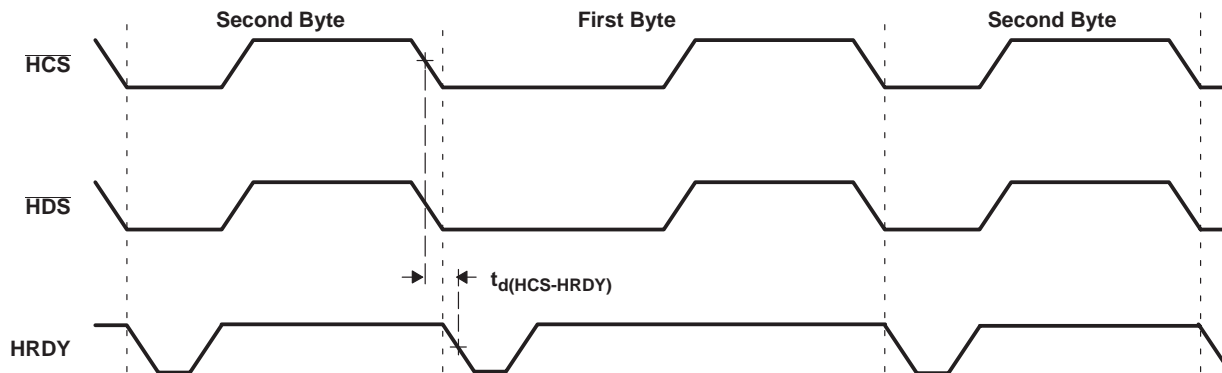 Second Byte First Byte Second Byte
HCS
HDS
td(HCS-HRDY)
HRDY